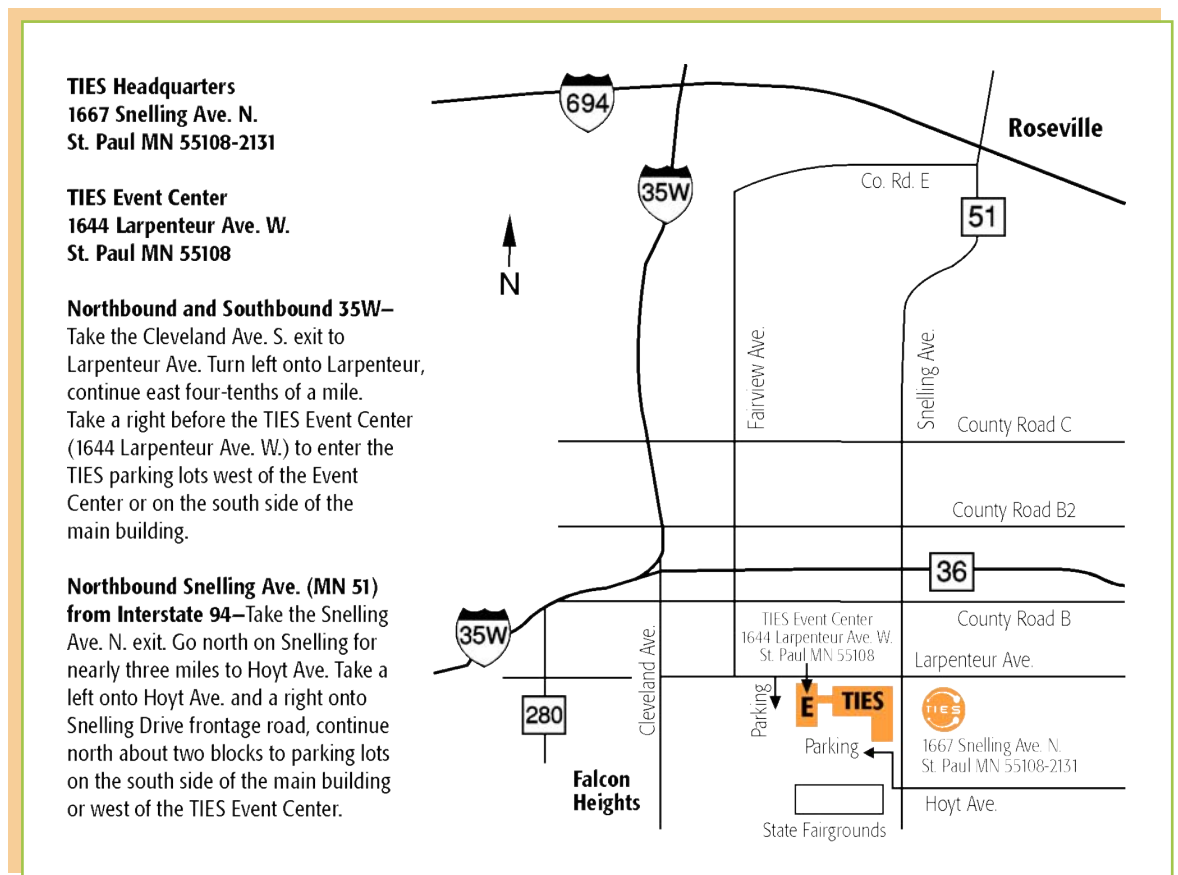 TIES Headquarters
1667 Snelling Ave. N.
St. Paul MN 55108-2131
TIES Event Center
1644 Larpenteur Ave. W.
St. Paul MN 55108
Northbound and Southbound 35W–
Take the Cleveland Ave. S. exit to
Larpenteur Ave. Turn left onto Larpenteur,
continue east four-tenths of a mile.
Take a right before the TIES Event Center
(1644 Larpenteur Ave. W.) to enter the
TIES parking lots west of the Event
Center or on the south side of the
main building.
Northbound Snelling Ave. (MN 51)
from Interstate 94–Take the Snelling
Ave. N. exit. Go north on Snelling for
nearly three miles to Hoyt Ave. Take a
left onto Hoyt Ave. and a right onto
Snelling Drive frontage road, continue
north about two blocks to parking lots
on the south side of the main building
or west of the TIES Event Center.
694
Roseville
35W
Co. Rd. E
51
N
Fairview Ave.
Snelling Ave.
County Road C
County Road B2
36
35W
County Road B
TIES Event Center
1644 Larpenteur Ave. W.
St. Paul MN 55108
Cleveland Ave.
Larpenteur Ave.
280
Parking
E
TIES
TIES
Parking
1667 Snelling Ave. N.
St. Paul MN 55108-2131
Falcon
Heights
Hoyt Ave.
State Fairgrounds